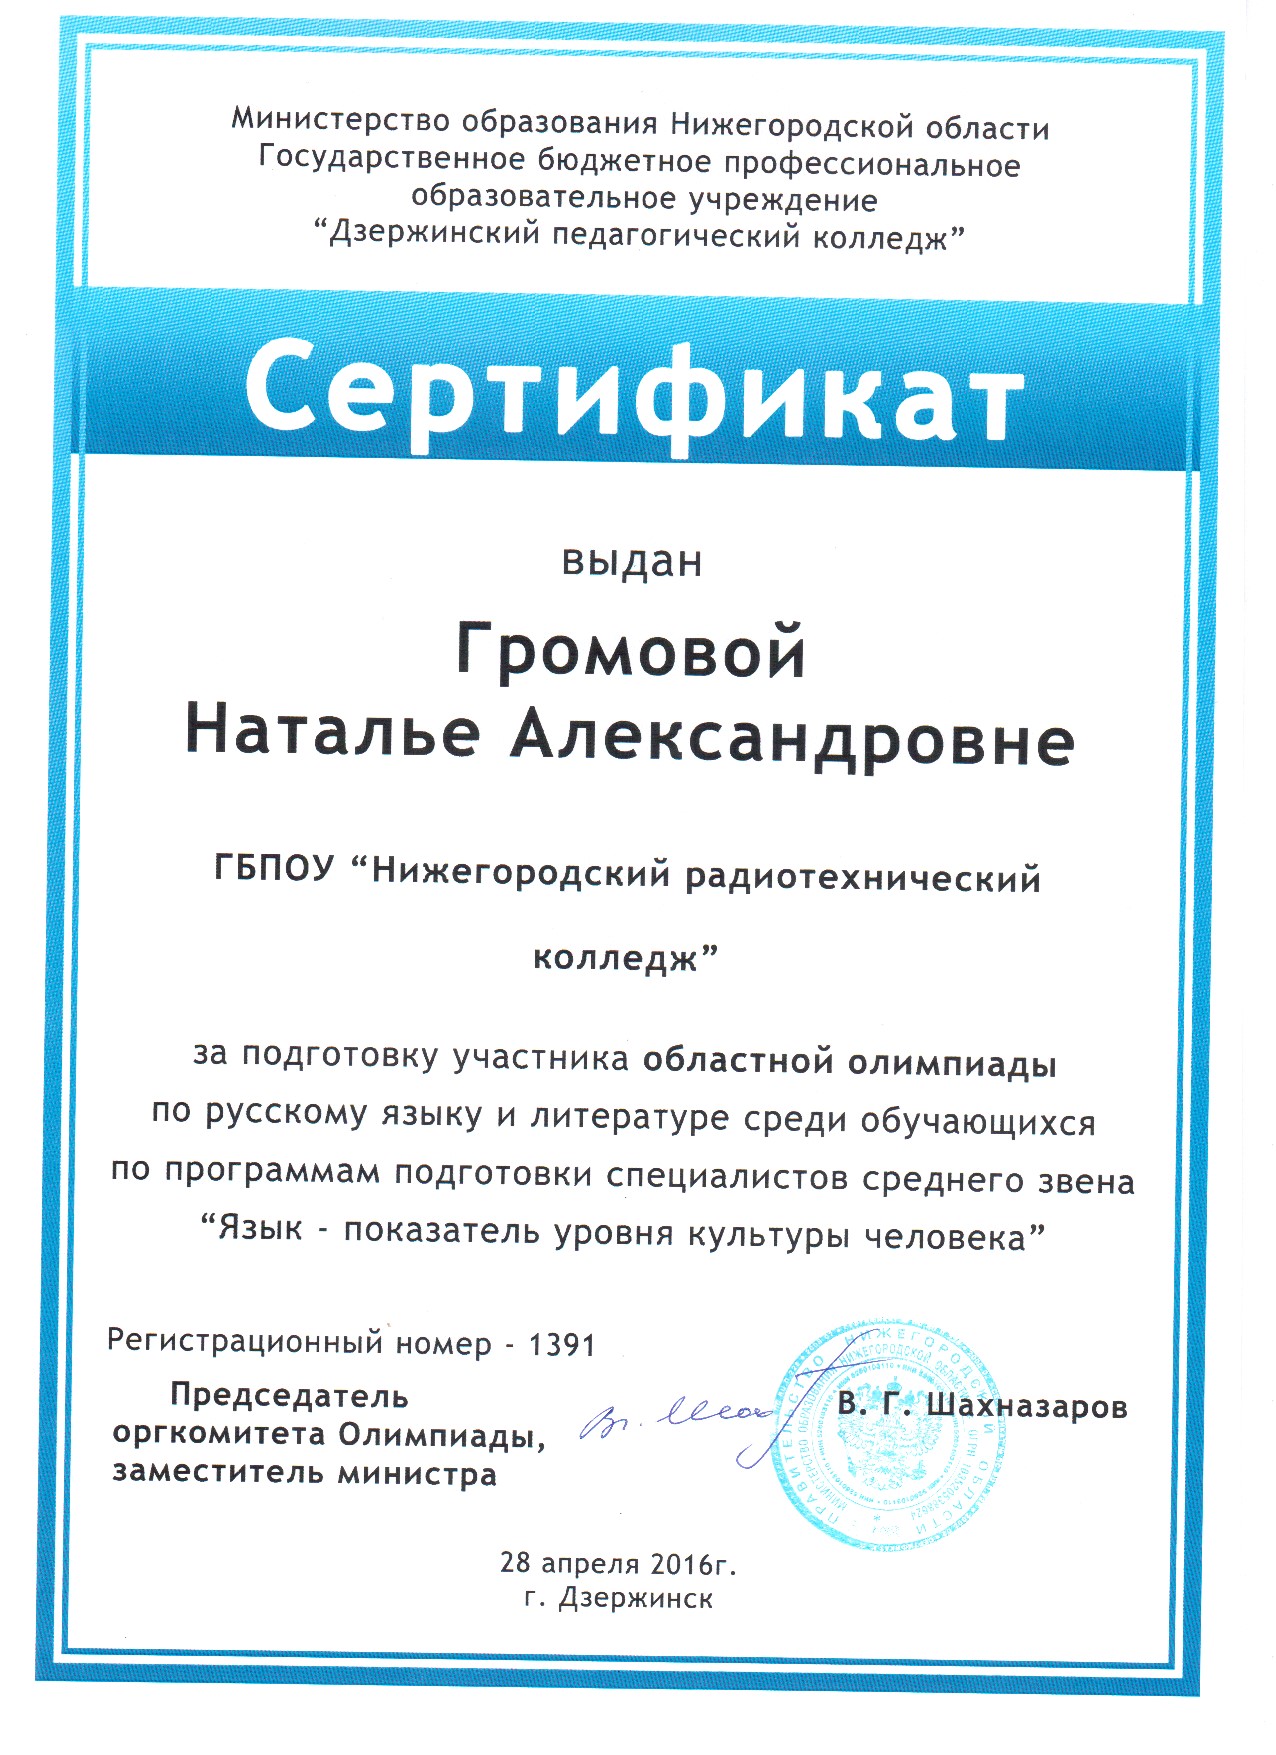 Министерство образования Нижегородской области
Государственное бюджетное профессиональное
образовательное учреждение
“Дзержинский педагогический колледж”
Сертификат
выдан
Громовой
Наталье Александровне
ГБПОУ “Нижегородский радиотехнический
колледж”
за подготовку участника областной олимпиады
по русскому языку и литературе среди обучающихся
по программам подготовки специалистов среднего звена
“Язык - показатель уровня культуры человека”
Регистрационный номер - 1391
Председатель
оргкомитета Олимпиады,
заместитель министра
В. Г. Шахназаров
ПРАВИТЕЛЬСТВО НИЖЕГОРОДСКОЙ ОБЛАСТИ
28 апреля 2016г.
г. Дзержинск